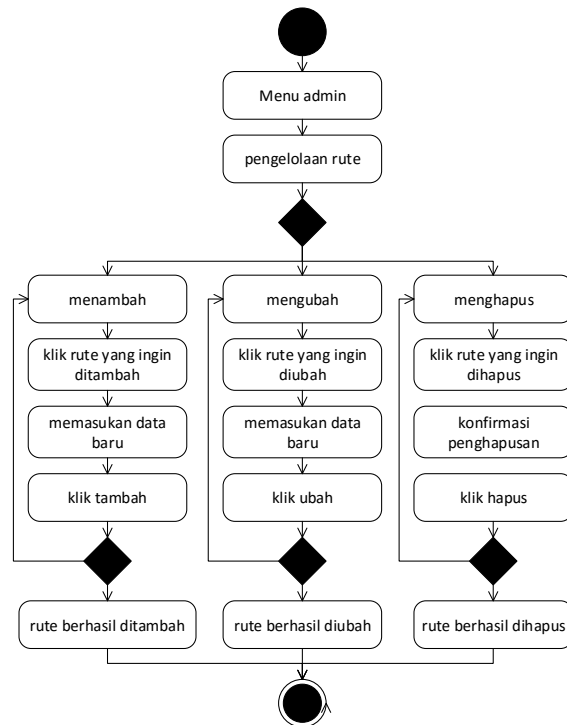 Menu admin
pengelolaan rute
menambah
mengubah
menghapus
klik rute yang ingin
ditambah
klik rute yang ingin
diubah
klik rute yang ingin
dihapus
memasukan data
baru
memasukan data
baru
konfirmasi
penghapusan
klik tambah
klik ubah
klik hapus
rute berhasil ditambah
rute berhasil diubah
rute berhasil dihapus